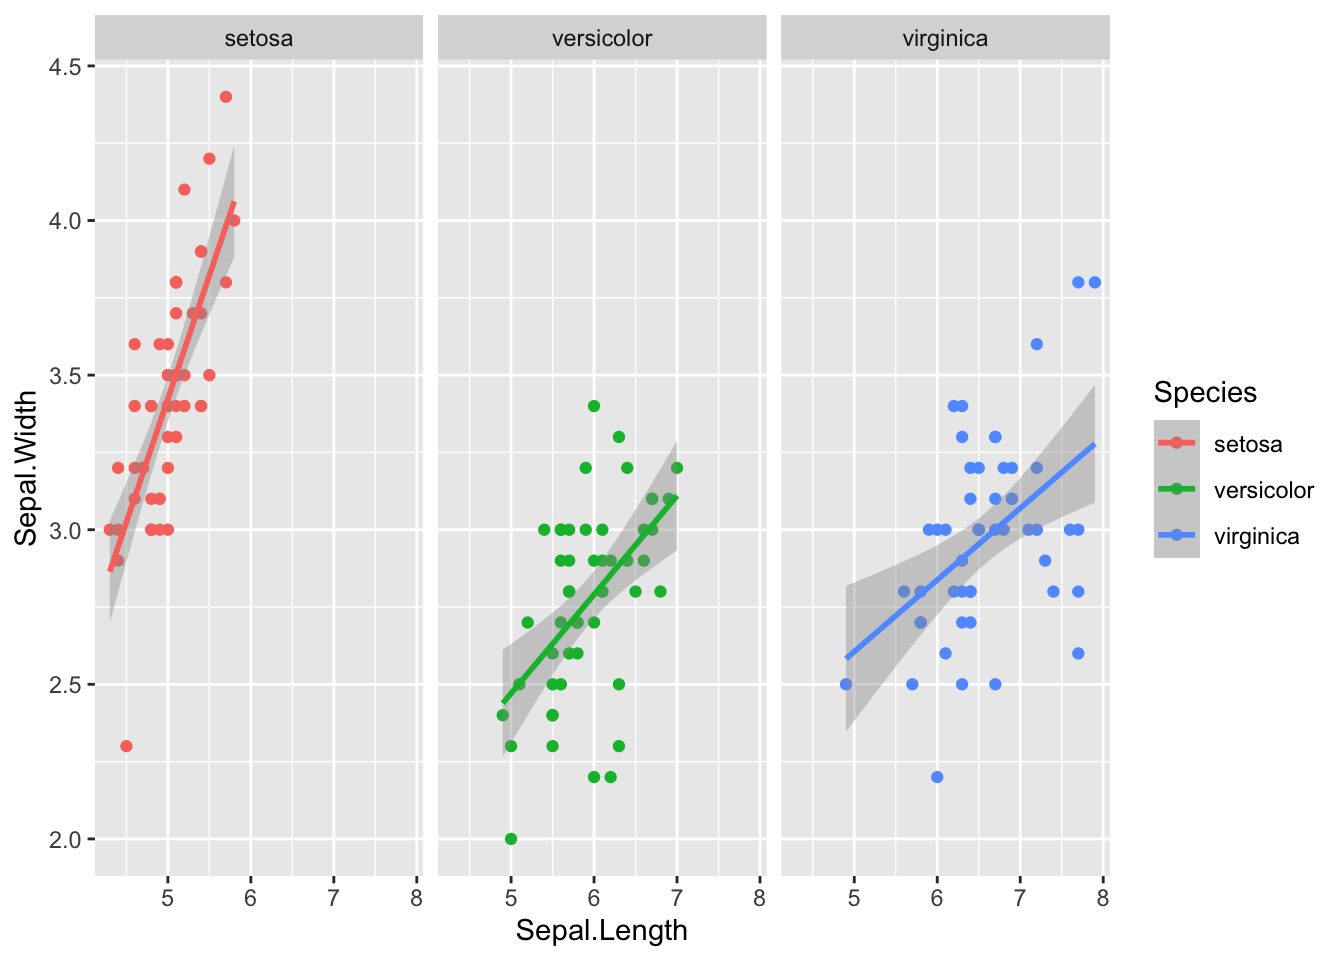 setosa
versicolor
virginica
4.5
4.0
3.5
3.0
2.5
2.0
Sepal.Width
5 6 7 8
5 6 7 8
5 6 7 8
Sepal.Length
Species
setosa
versicolor
virginica